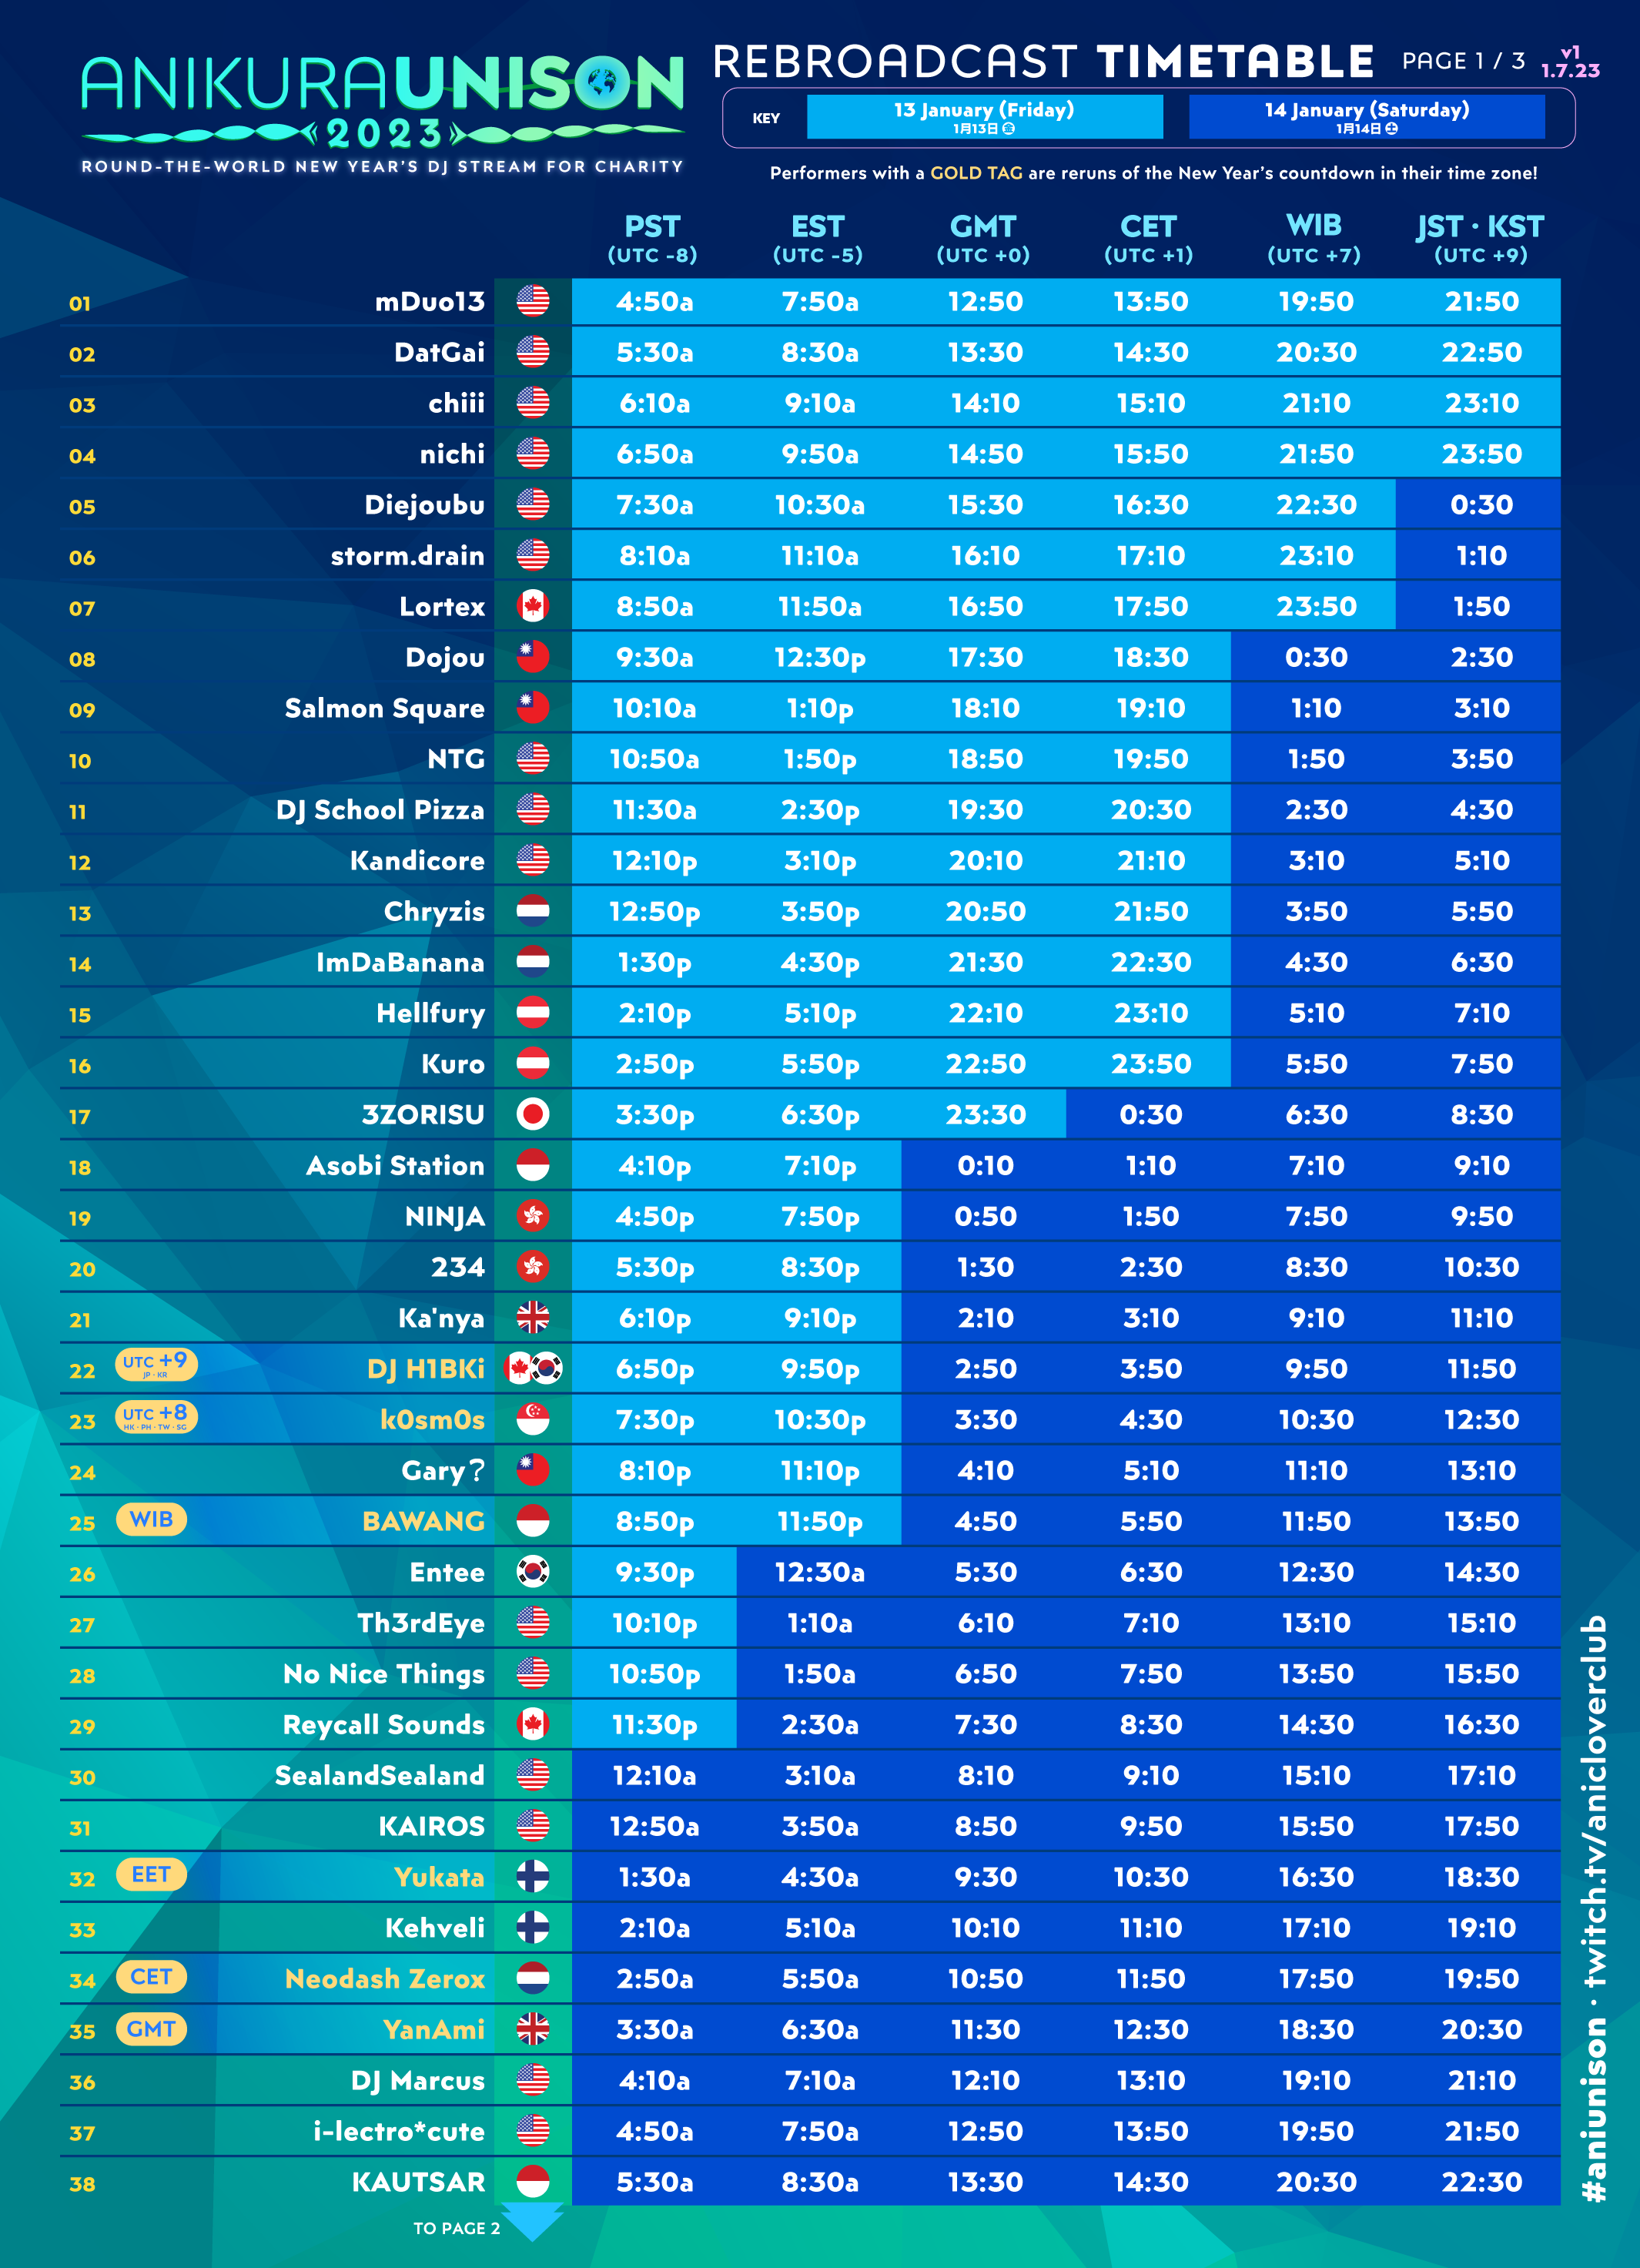 ANIKURAUNISON
2023
ROUND-THE-WORLD NEW YEAR'S DJ STREAM FOR CHARITY
REBROADCAST TIMETABLE PAGE 1 / 3 v1 1.7.23
KEY
13 January (Friday)
1月13日 金
14 January (Saturday)
1月14日 土
Performers with a GOLD TAG are reruns of the New Year's countdown in their time zone!
PST EST GMT CET WIB JST · KST
(UTC -8) (UTC -5) (UTC +0) (UTC +1) (UTC +7) (UTC +9)
01 mDuo13 4:50a 7:50a 12:50 13:50 19:50 21:50
02 DatGai 5:30a 8:30a 13:30 14:30 20:30 22:50
03 chiii 6:10a 9:10a 14:10 15:10 21:10 23:10
04 nichi 6:50a 9:50a 14:50 15:50 21:50 23:50
05 Diejoubu 7:30a 10:30a 15:30 16:30 22:30 0:30
06 storm.drain 8:10a 11:10a 16:10 17:10 23:10 1:10
07 Lortex 8:50a 11:50a 16:50 17:50 23:50 1:50
08 Dojou 9:30a 12:30p 17:30 18:30 0:30 2:30
09 Salmon Square 10:10a 1:10p 18:10 19:10 1:10 3:10
10 NTG 10:50a 1:50p 18:50 19:50 1:50 3:50
11 DJ School Pizza 11:30a 2:30p 19:30 20:30 2:30 4:30
12 Kandicore 12:10p 3:10p 20:10 21:10 3:10 5:10
13 Chryzis 12:50p 3:50p 20:50 21:50 3:50 5:50
14 ImDaBanana 1:30p 4:30p 21:30 22:30 4:30 6:30
15 Hellfury 2:10p 5:10p 22:10 23:10 5:10 7:10
16 Kuro 2:50p 5:50p 22:50 23:50 5:50 7:50
17 3ZORISU 3:30p 6:30p 23:30 0:30 6:30 8:30
18 Asobi Station 4:10p 7:10p 0:10 1:10 7:10 9:10
19 NINJA 4:50p 7:50p 0:50 1:50 7:50 9:50
20 234 5:30p 8:30p 1:30 2:30 8:30 10:30
21 Ka'nya 6:10p 9:10p 2:10 3:10 9:10 11:10
22 UTC +9 JP · KR DJ H1BKi 6:50p 9:50p 2:50 3:50 9:50 11:50
23 UTC +8 HK · PH · TW · SG k0sm0s 7:30p 10:30p 3:30 4:30 10:30 12:30
24 Gary? 8:10p 11:10p 4:10 5:10 11:10 13:10
25 WIB BAWANG 8:50p 11:50p 4:50 5:50 11:50 13:50
26 Entee 9:30p 12:30a 5:30 6:30 12:30 14:30
27 Th3rdEye 10:10p 1:10a 6:10 7:10 13:10 15:10
28 No Nice Things 10:50p 1:50a 6:50 7:50 13:50 15:50
29 Reycall Sounds 11:30p 2:30a 7:30 8:30 14:30 16:30
30 SealandSealand 12:10a 3:10a 8:10 9:10 15:10 17:10
31 KAIROS 12:50a 3:50a 8:50 9:50 15:50 17:50
32 EET Yukata 1:30a 4:30a 9:30 10:30 16:30 18:30
33 Kehveli 2:10a 5:10a 10:10 11:10 17:10 19:10
34 CET Neodash Zerox 2:50a 5:50a 10:50 11:50 17:50 19:50
35 GMT YanAmi 3:30a 6:30a 11:30 12:30 18:30 20:30
36 DJ Marcus 4:10a 7:10a 12:10 13:10 19:10 21:10
37 i-lectro*cute 4:50a 7:50a 12:50 13:50 19:50 21:50
38 KAUTSAR 5:30a 8:30a 13:30 14:30 20:30 22:30
TO PAGE 2
#aniunison · twitch.tv/anicloverclub